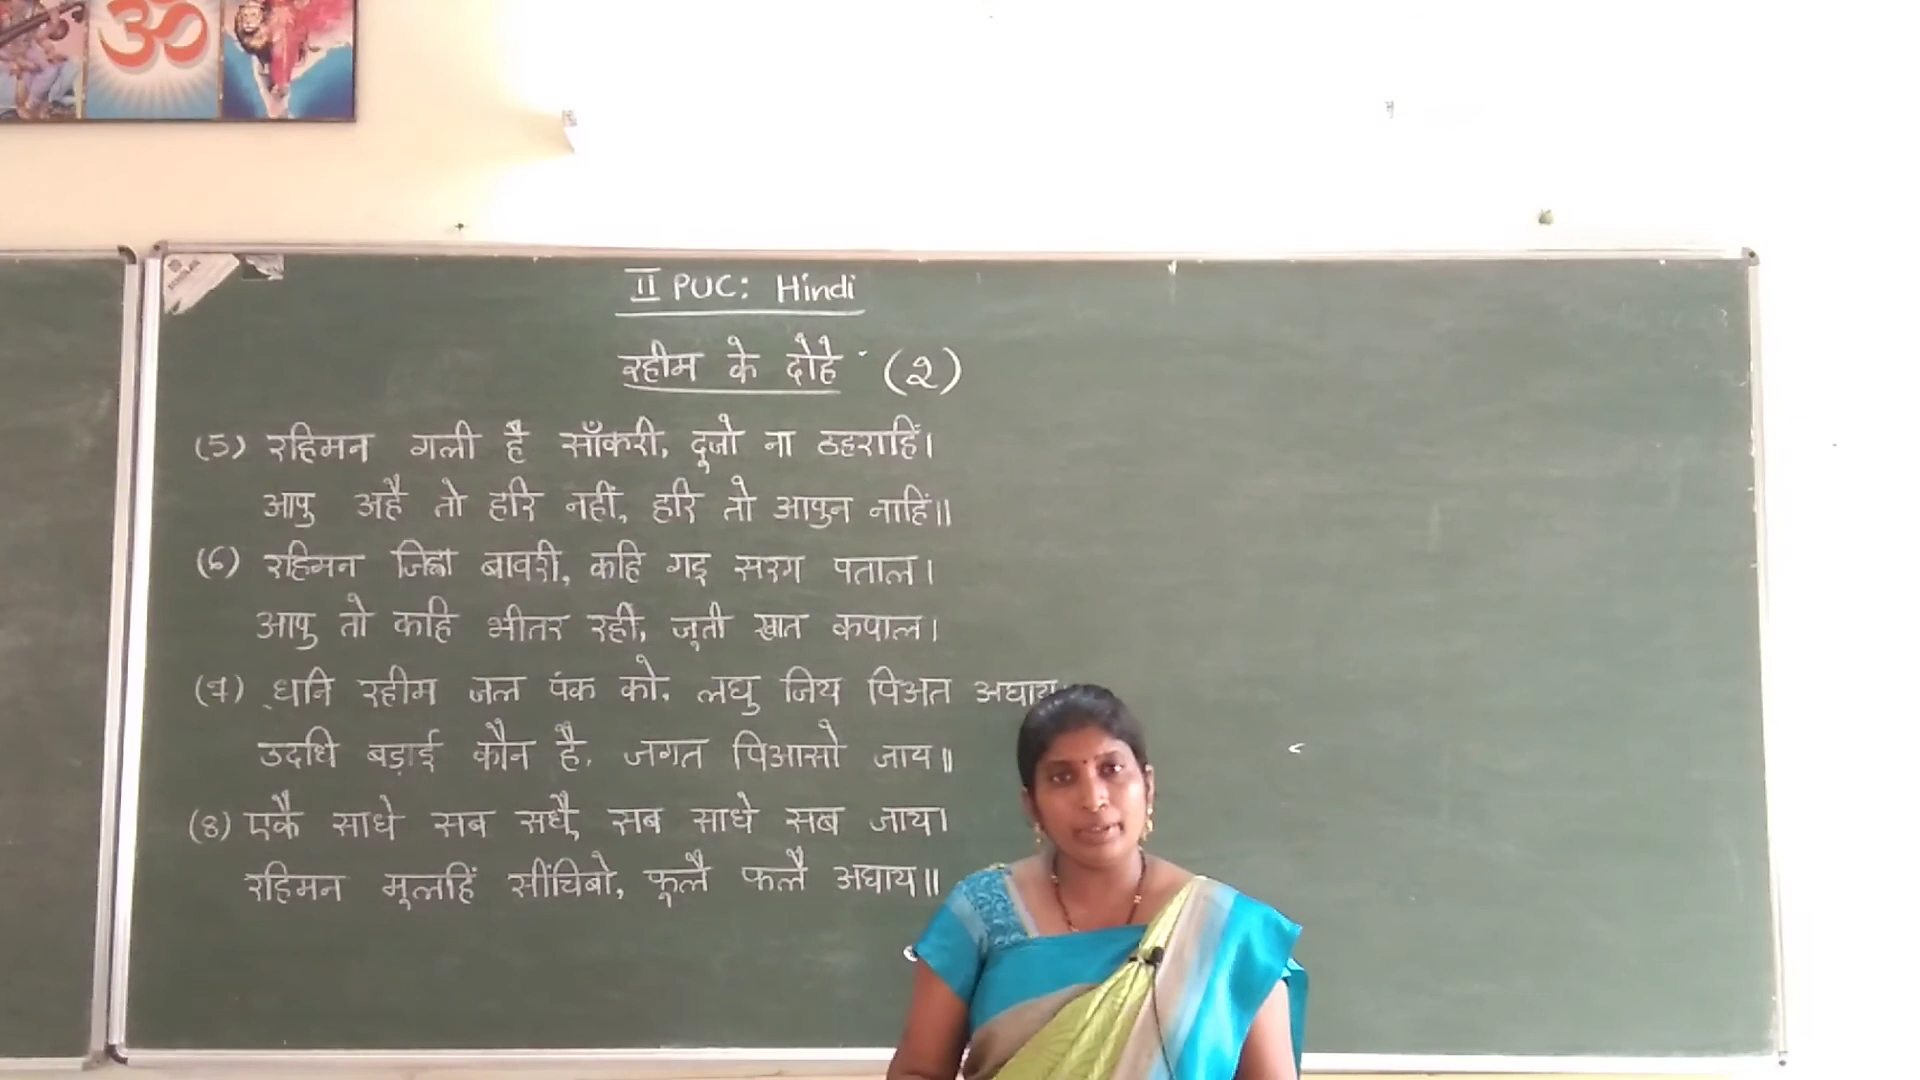 ॐ
II PUC: Hindi
रहीम के दोहे (२)
(5) रहिमन गली है साँकरी, दूजो ना ठहराहिं।
आपु अहै तो हरि नहीं, हरि तो आपुन नाहिं॥
(6) रहिमन जिह्वा बावरी, कहि गइ सरग पताल।
आपु तो कहि भीतर रही, जूती खात कपाल।
(7) धनि रहीम जल पंक को, लघु जिय पिअत अघाय
उदधि बड़ाई कौन है, जगत पिआसो जाय॥
(8) एकै साधे सब सधै, सब साधे सब जाय।
रहिमन मूलहिं सींचिबो, फूलै फलै अघाय॥